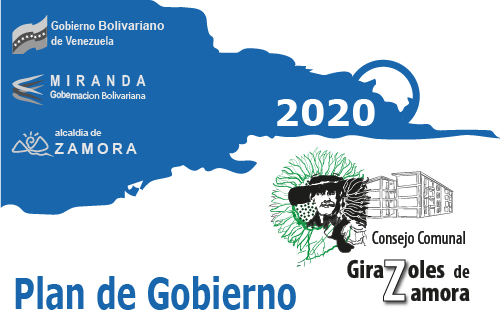 Gobierno Bolivariano
de Venezuela
MIRANDA
Gobernacion Bolivariana
alcaldia de
ZAMORA
2020
Consejo Comunal
GiraZoles de
Zamora
Plan de Gobierno